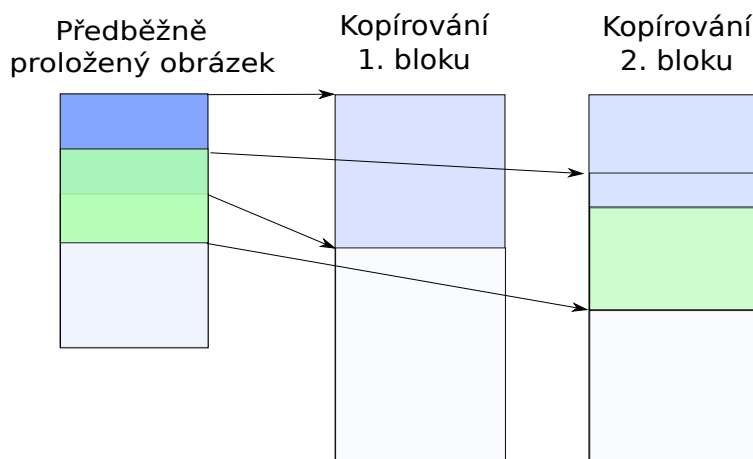 Předběžně
proložený obrázek
Kopírování
1. bloku
Kopírování
2. bloku